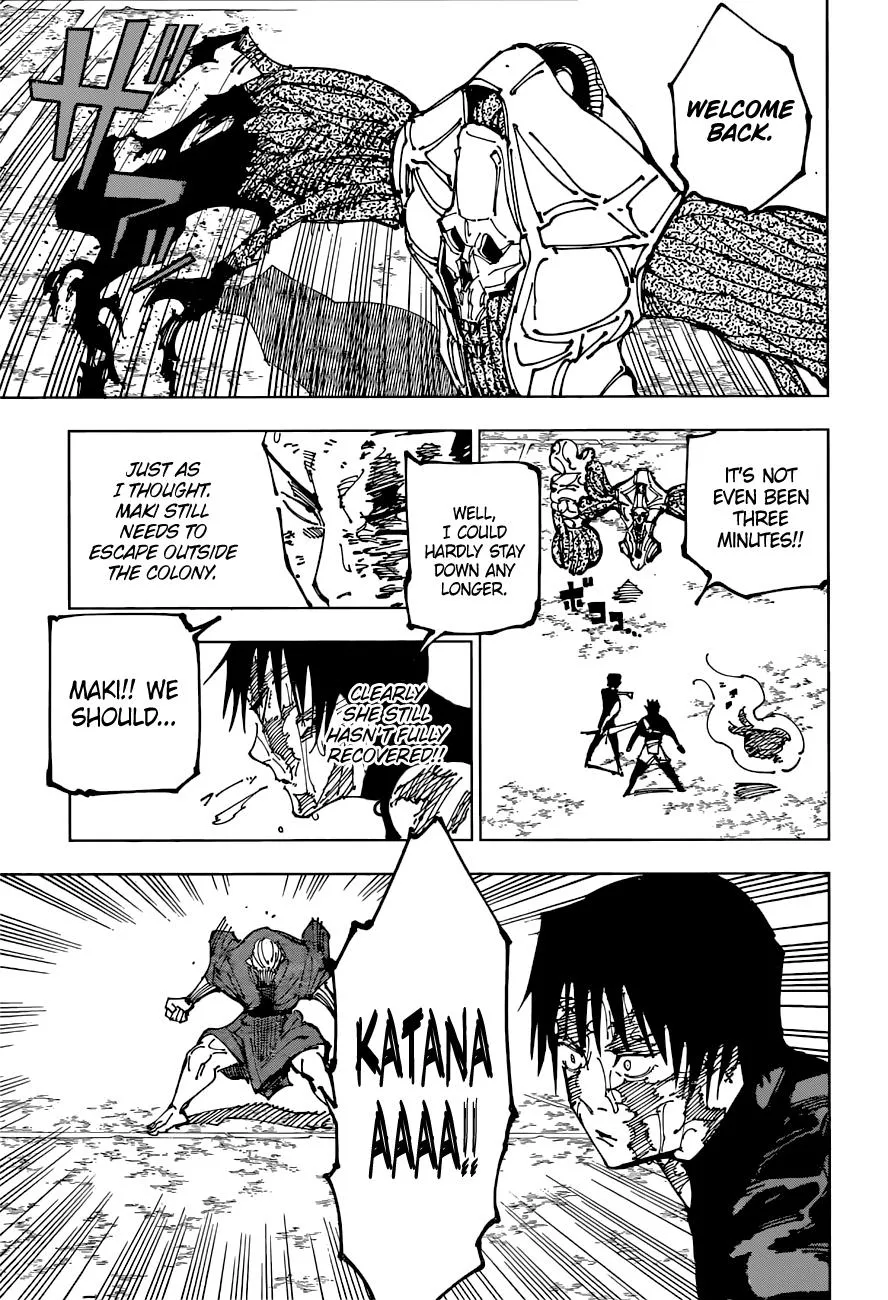 WELCOME
BACK.
IT'S NOT
EVEN BEEN
THREE
MINUTES!!
WELL,
I COULD
HARDLY STAY
DOWN ANY
LONGER.
JUST AS
I THOUGHT.
MAKI STILL
NEEDS TO
ESCAPE OUTSIDE
THE COLONY.
CLEARLY
SHE STILL
HASN'T FULLY
RECOVERED!!
MAKI!! WE
SHOULD...
KATANA
AAAA!!